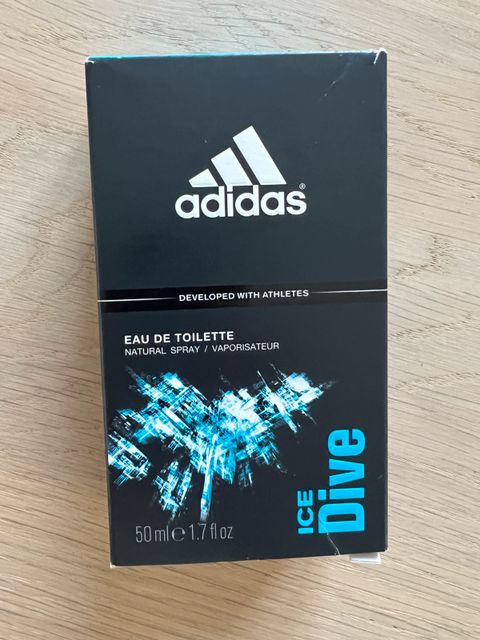 adidas®
DEVELOPED WITH ATHLETES
EAU DE TOILETTE
NATURAL SPRAY / VAPORISATEUR
ICE
Dive
50 ml ℮ 1.7 fl oz